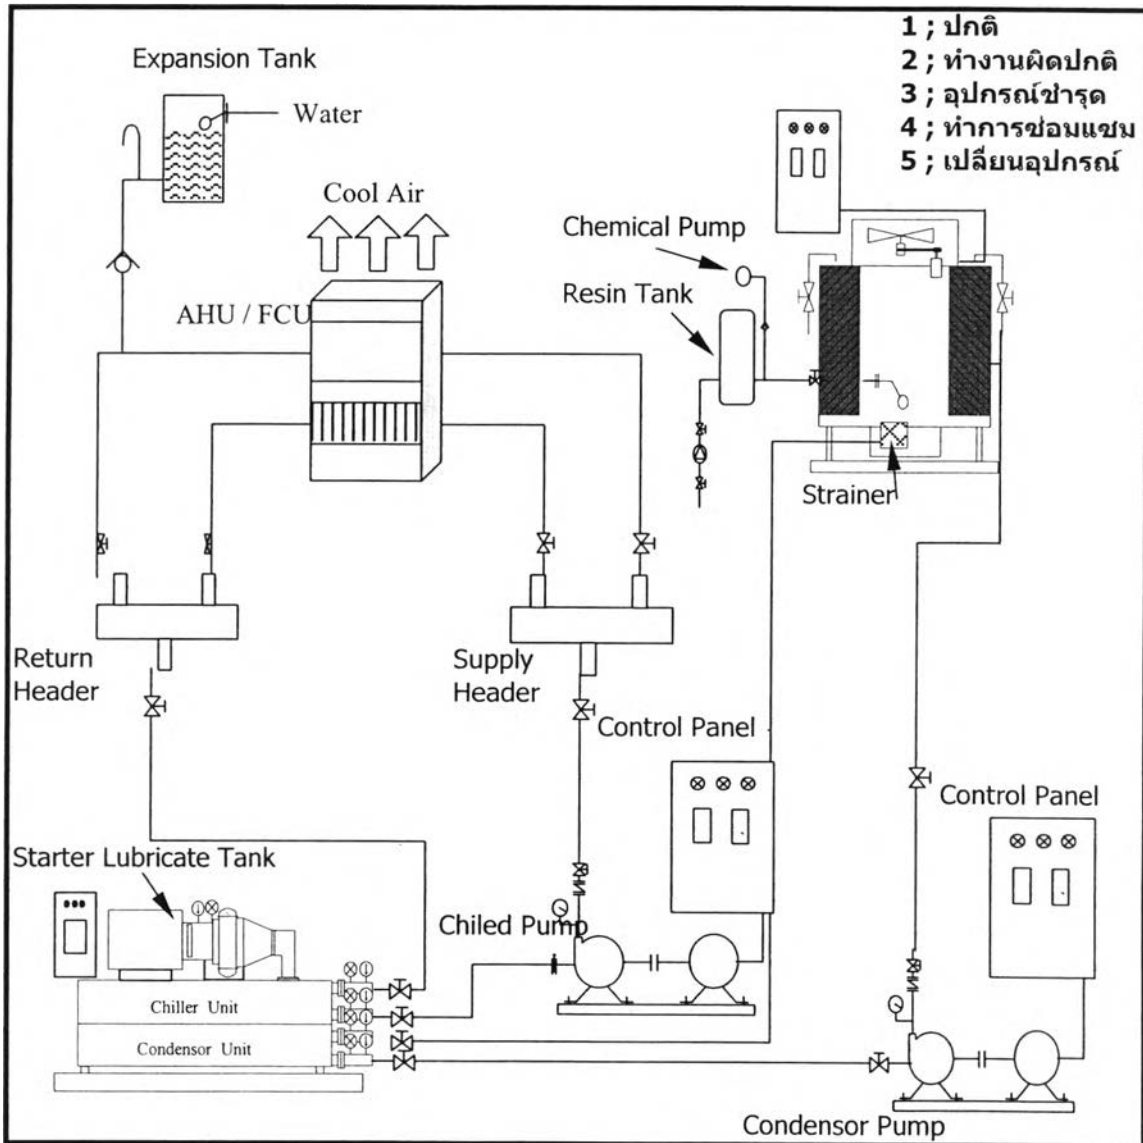 1 ; ปกติ
2 ; ทำงานผิดปกติ
3 ; อุปกรณ์ชำรุด
4 ; ทำการซ่อมแซม
5 ; เปลี่ยนอุปกรณ์
Expansion Tank
Water
Cool Air
AHU / FCU
Chemical Pump
Resin Tank
Strainer
Return
Header
Supply
Header
Control Panel
Control Panel
Starter Lubricate Tank
Chiled Pump
Chiller Unit
Condensor Unit
Condensor Pump